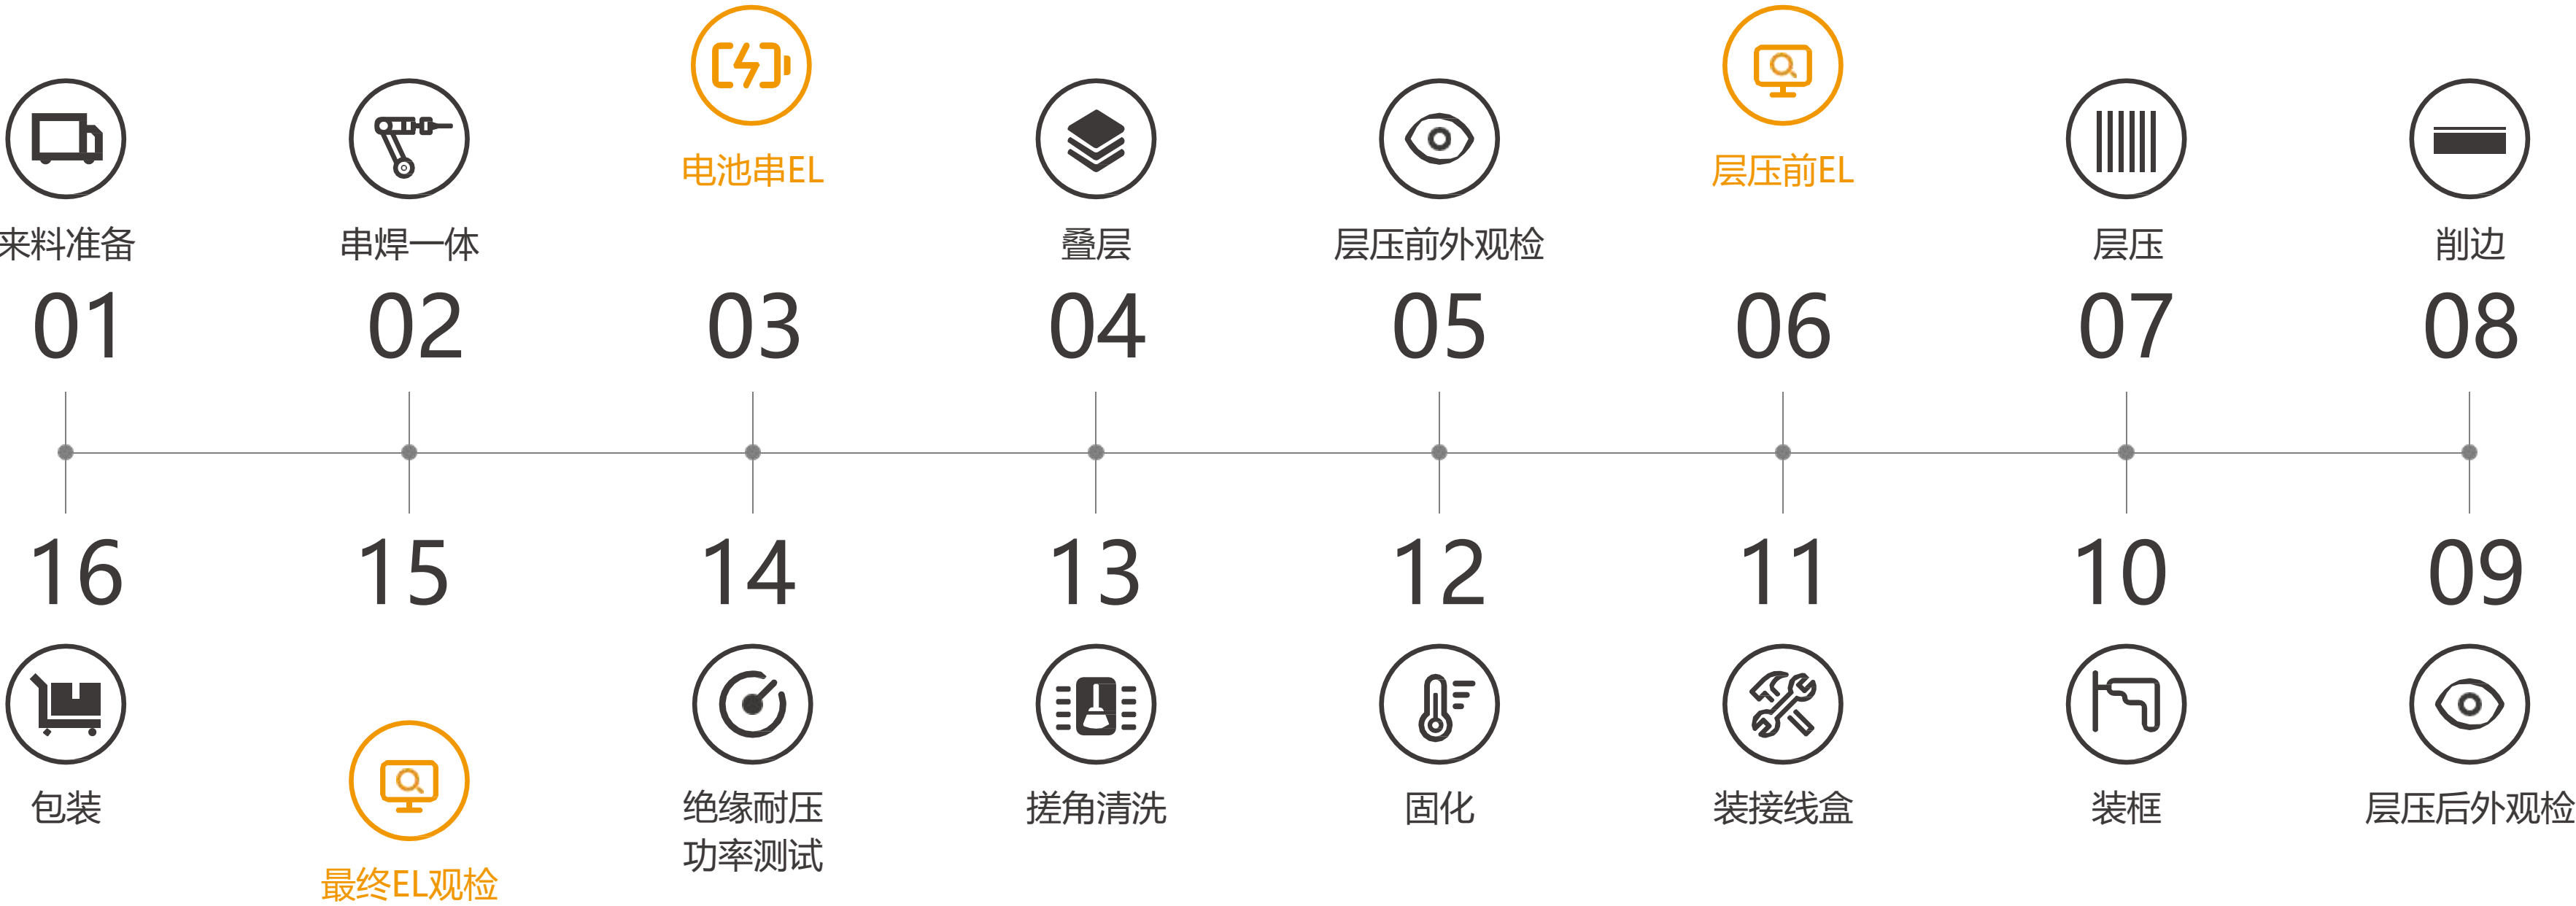 电池串EL
层压前EL
来料准备
串焊一体
叠层
层压前外观检
层压
削边
01
02
03
04
05
06
07
08
16
15
14
13
12
11
10
09
包装
绝缘耐压
功率测试
搓角清洗
固化
装接线盒
装框
层压后外观检
最终EL观检